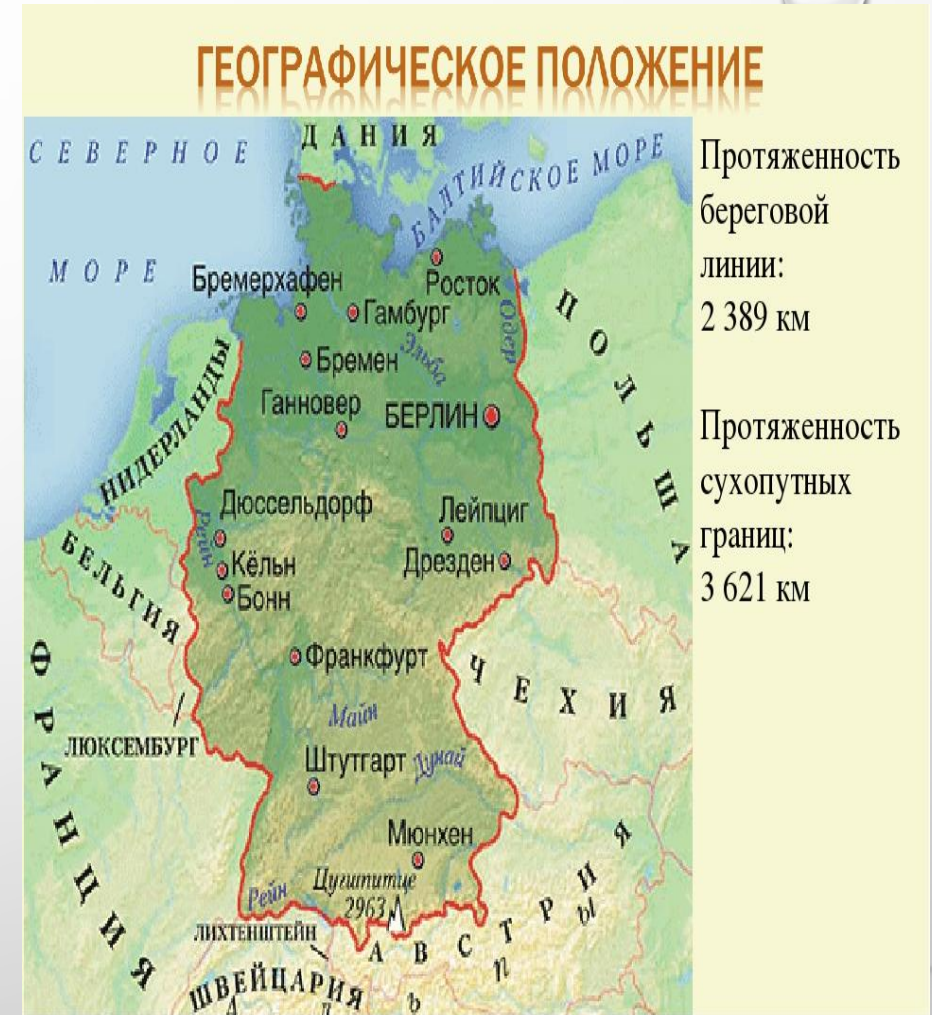 ГЕОГРАФИЧЕСКОЕ ПОЛОЖЕНИЕ
СЕВЕРНОЕ
МОРЕ
ДАНИЯ
БАЛТИЙСКОЕ МОРЕ
Бремерхафен
Росток
Гамбург
Одер
ПОЛЬША
Эльба
Бремен
НИДЕРЛАНДЫ
Ганновер
БЕРЛИН
Дюссельдорф
Лейпциг
Рейн
Кёльн
Дрезден
БЕЛЬГИЯ
Бонн
ФРАНЦИЯ
Франкфурт
ЧЕХИЯ
Майн
ЛЮКСЕМБУРГ
Штутгарт
Дунай
Мюнхен
Цугшпитце
2963
Рейн
ЛИХТЕНШТЕЙН
АВСТРИЯ
ШВЕЙЦАРИЯ
А Л Ь П Ы
Протяженность
береговой
линии:
2 389 км
Протяженность
сухопутных
границ:
3 621 км